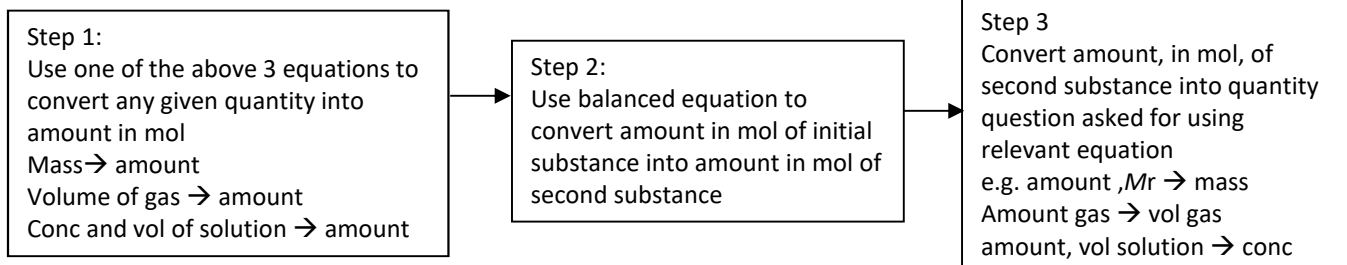 Step 1:
Use one of the above 3 equations to
convert any given quantity into
amount in mol
Mass→ amount
Volume of gas → amount
Conc and vol of solution → amount
Step 2:
Use balanced equation to
convert amount in mol of initial
substance into amount in mol of
second substance
Step 3
Convert amount, in mol, of
second substance into quantity
question asked for using
relevant equation
e.g. amount ,Mr → mass
Amount gas → vol gas
amount, vol solution → conc